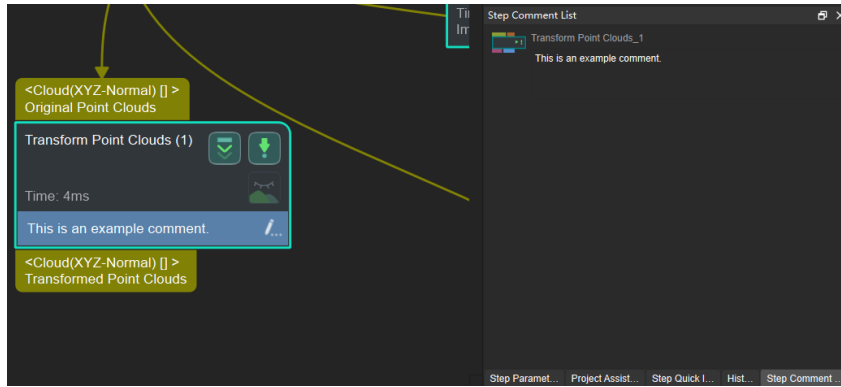 Step Comment List
Transform Point Clouds_1
This is an example comment.
<Cloud(XYZ-Normal) [] >
Original Point Clouds
Transform Point Clouds (1)
Time: 4ms
This is an example comment.
<Cloud(XYZ-Normal) [] >
Transformed Point Clouds
Step Paramet... Project Assist... Step Quick I... Hist... Step Comment ...